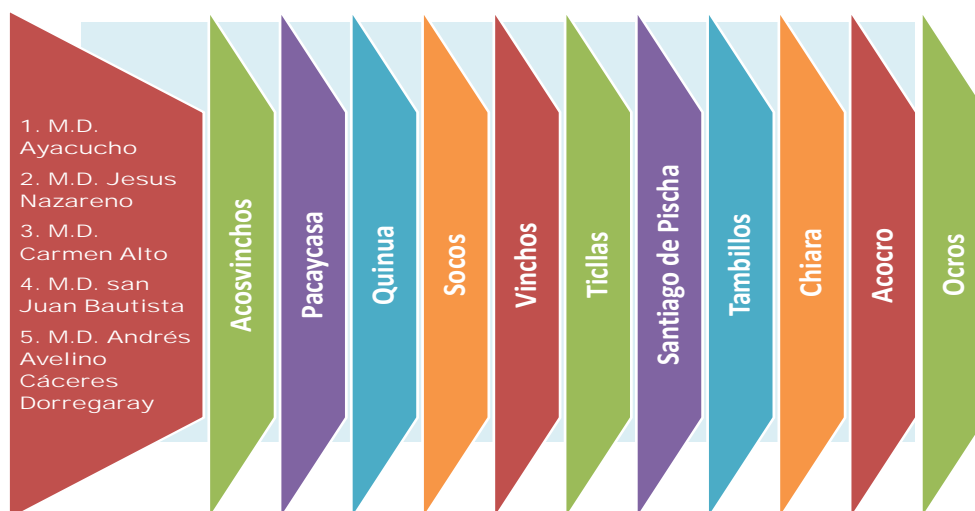 1. M.D.
Ayacucho
2. M.D. Jesus
Nazareno
3. M.D.
Carmen Alto
4. M.D. san
Juan Bautista
5. M.D. Andrés
Avelino
Cáceres
Dorregaray
Acosvinchos
Pacaycasa
Quinua
Socos
Vinchos
Ticllas
Santiago de Pischa
Tambillos
Chiara
Acocro
Ocros